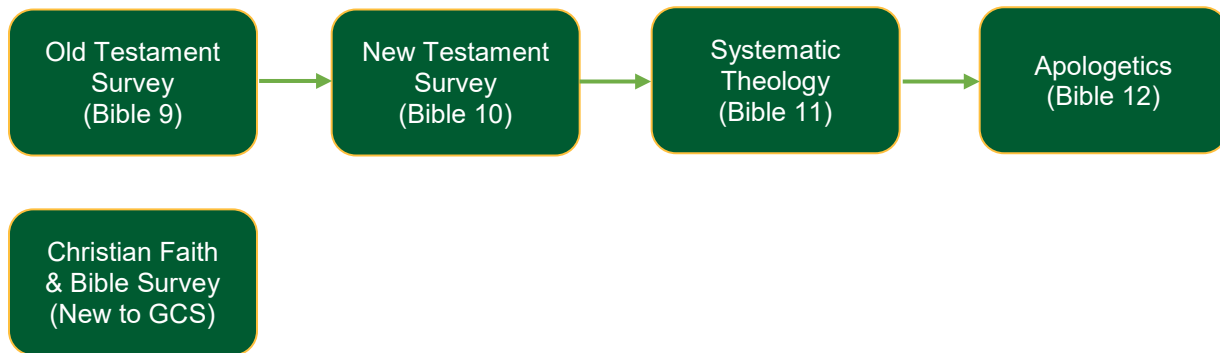 Old Testament
Survey
(Bible 9)
New Testament
Survey
(Bible 10)
Systematic
Theology
(Bible 11)
Apologetics
(Bible 12)
Christian Faith
& Bible Survey
(New to GCS)